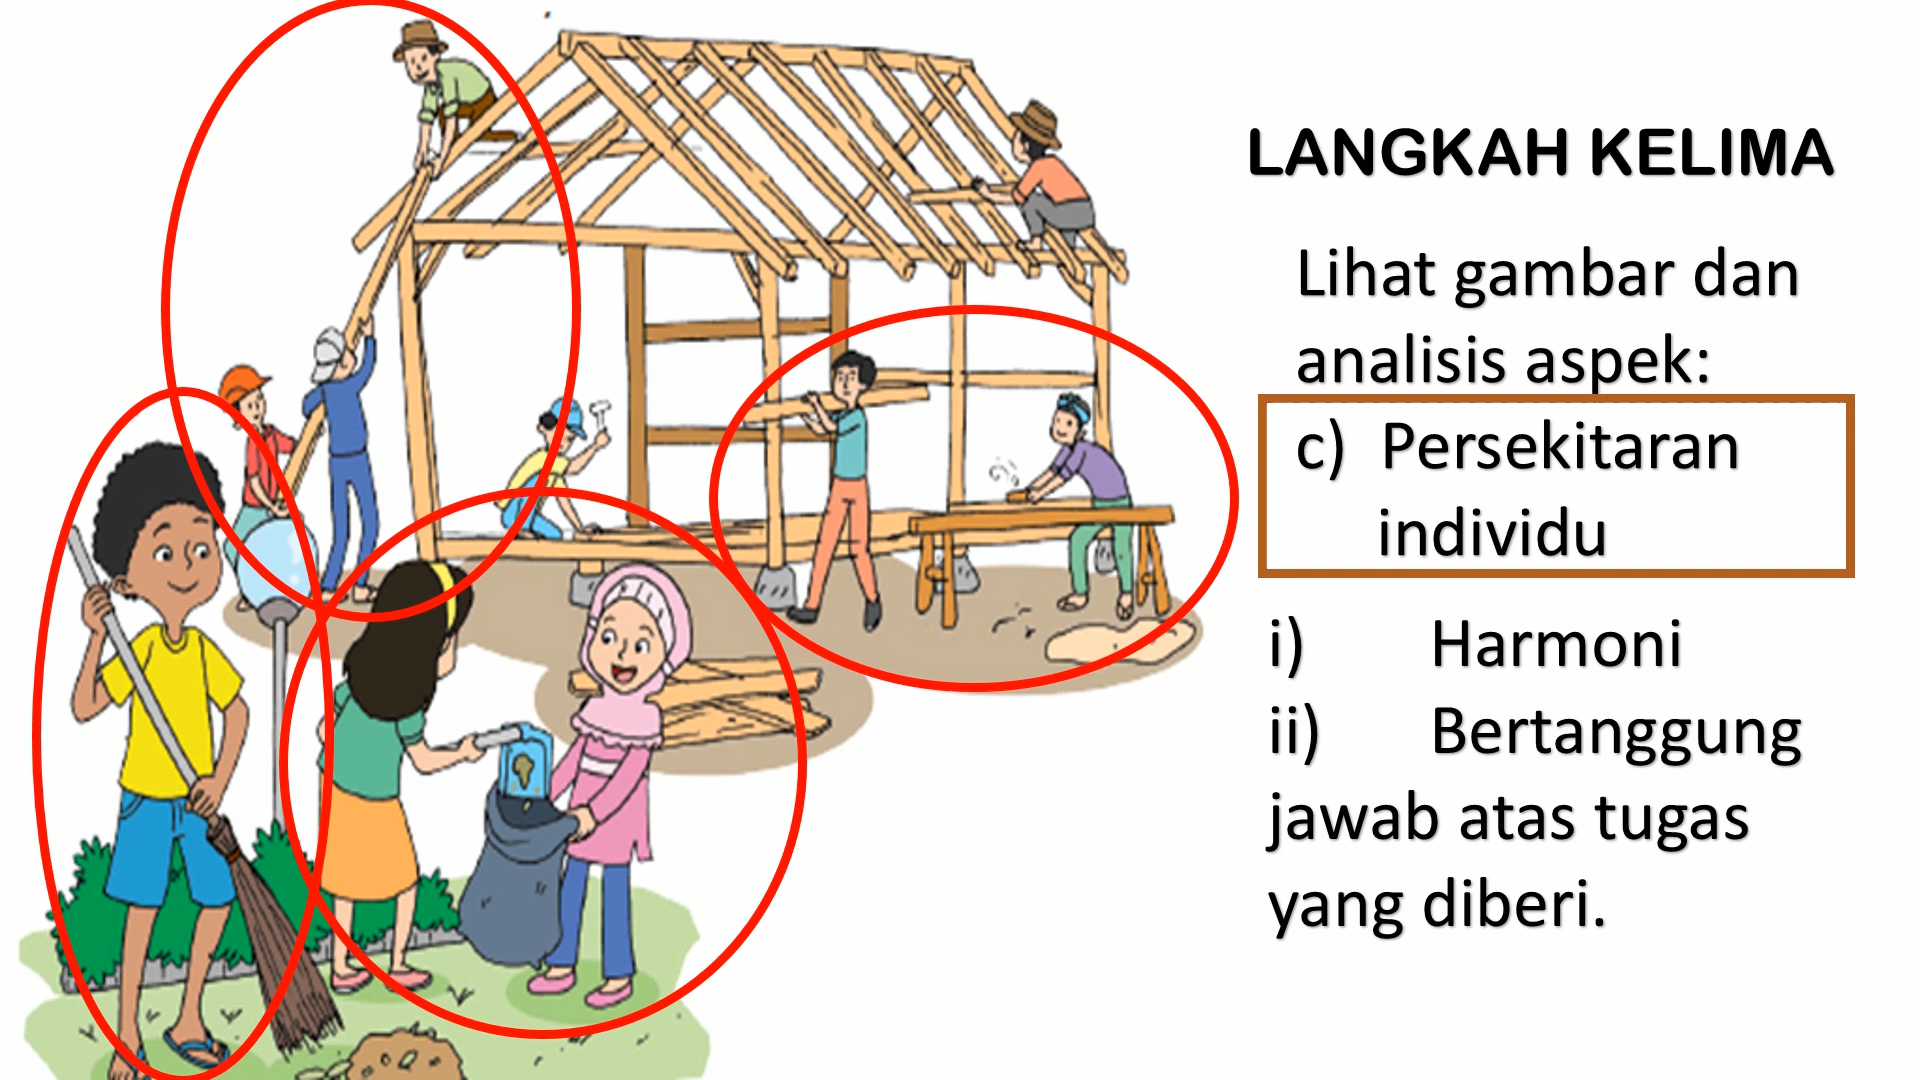 LANGKAH KELIMA
Lihat gambar dan
analisis aspek:
c) Persekitaran
individu
i) Harmoni
ii) Bertanggung
jawab atas tugas
yang diberi.